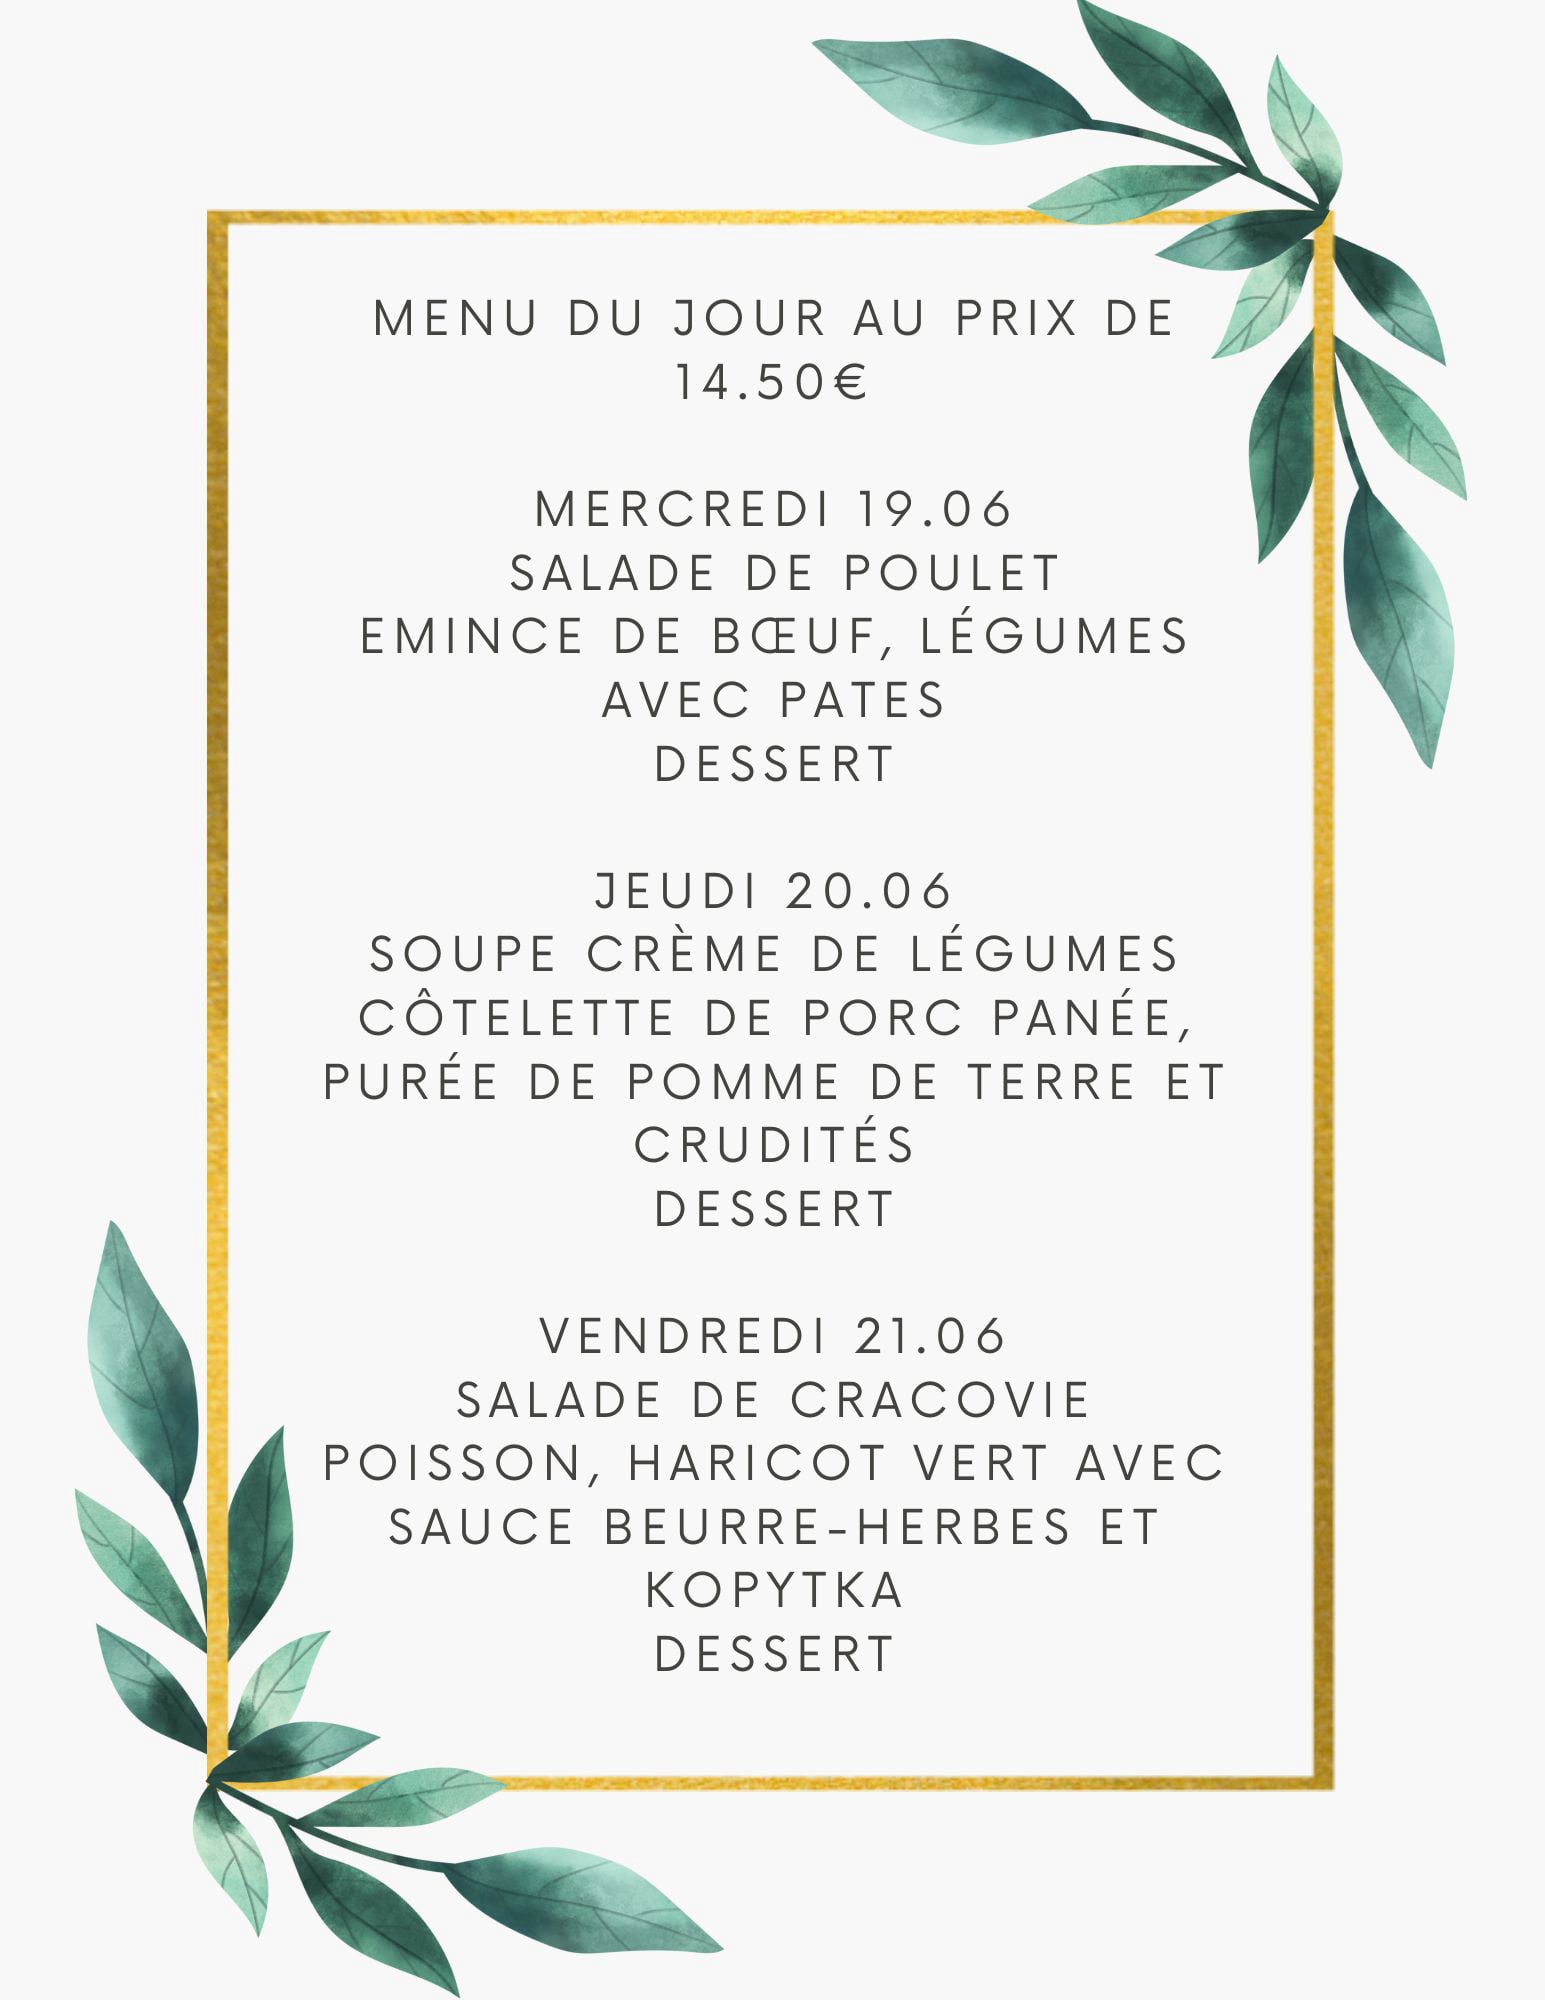 MENU DU JOUR AU PRIX DE
14.50€
MERCREDI 19.06
SALADE DE POULET
EMINCE DE BŒUF, LÉGUMES
AVEC PATES
DESSERT
JEUDI 20.06
SOUPE CRÈME DE LÉGUMES
CÔTELETTE DE PORC PANÉE,
PURÉE DE POMME DE TERRE ET
CRUDITÉS
DESSERT
VENDREDI 21.06
SALADE DE CRACOVIE
POISSON, HARICOT VERT AVEC
SAUCE BEURRE-HERBES ET
KOPYTKA
DESSERT